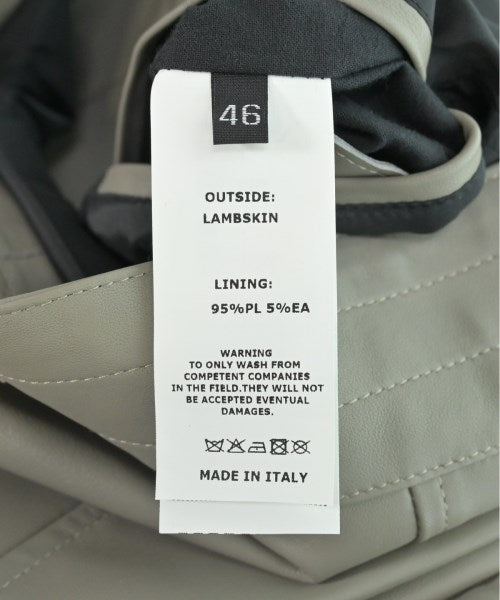 46
OUTSIDE:
LAMBSKIN
LINING:
95%PL 5%EA
WARNING
TO ONLY WASH FROM
COMPETENT COMPANIES
IN THE FIELD.THEY WILL NOT
BE ACCEPTED EVENTUAL
DAMAGES.
MADE IN ITALY